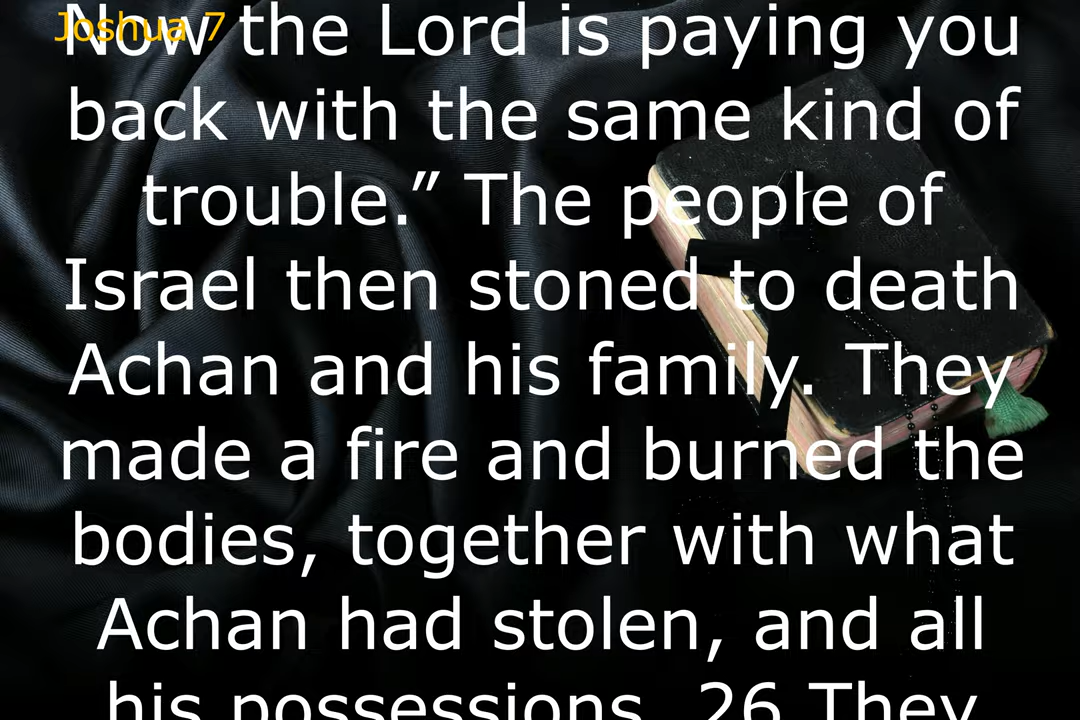 Joshua 7
Now the Lord is paying you
back with the same kind of
trouble.” The people of
Israel then stoned to death
Achan and his family. They
made a fire and burned the
bodies, together with what
Achan had stolen, and all
his possessions. 26 They